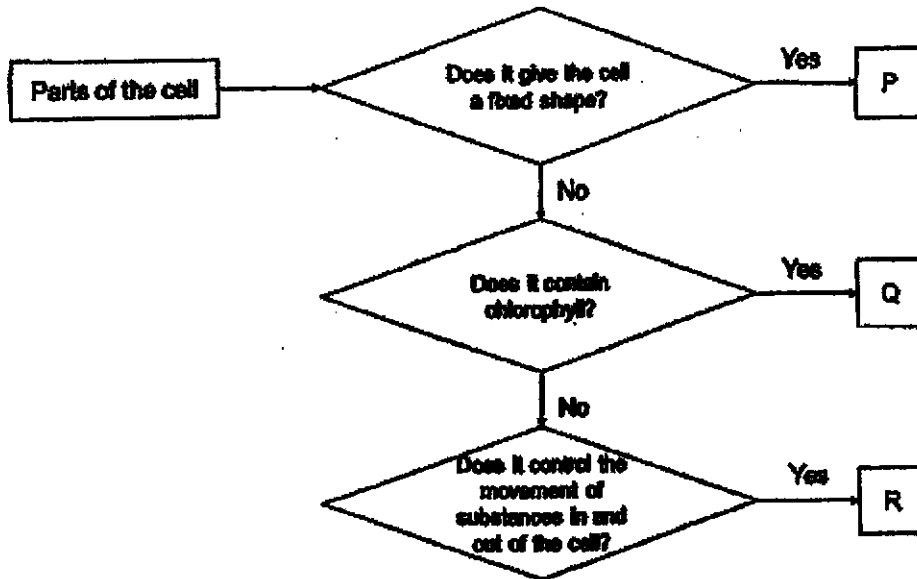 Parts of the cell
Does it give the cell
a fixed shape?
Yes
P
No
Does it contain
chlorophyll?
Yes
Q
No
Does it control the
movement of
substances in and
out of the cell?
Yes
R